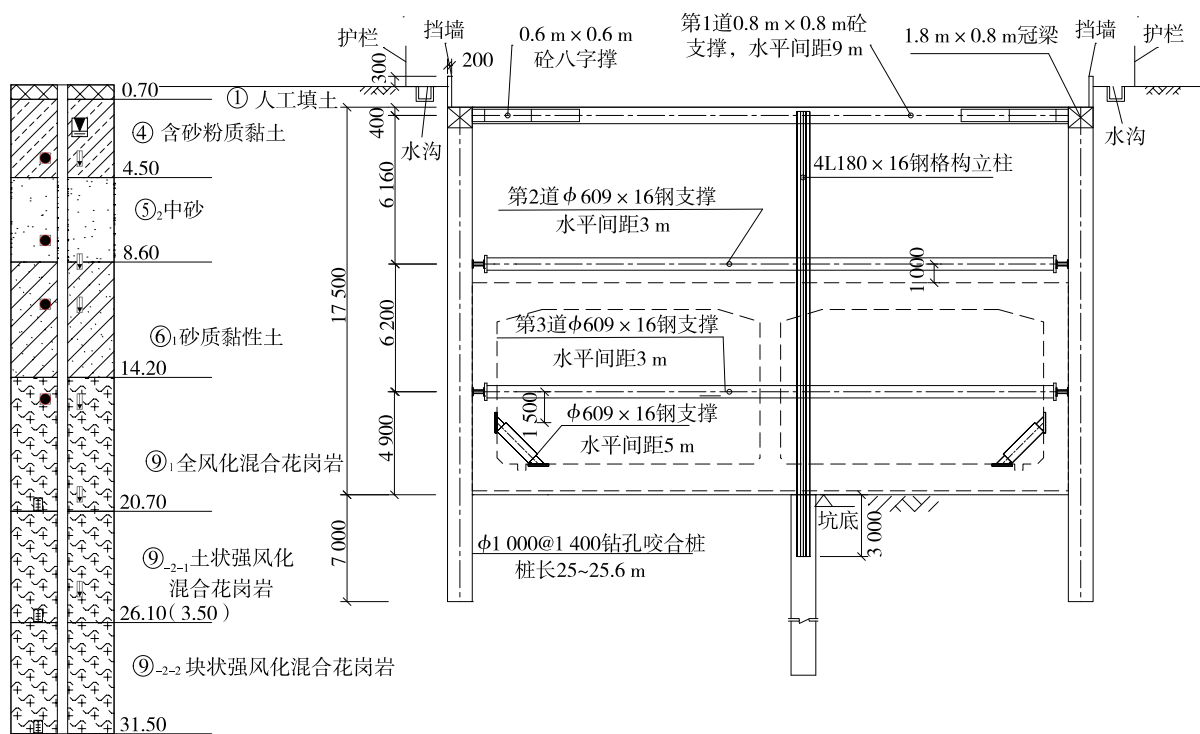 护栏
挡墙
0.6 m×0.6 m
砼八字撑
第1道0.8 m×0.8 m砼
支撑，水平间距9 m
1.8 m×0.8 m冠梁
挡墙
护栏
300
200
0.70
①人工填土
400
水沟
水沟
④含砂粉质黏土
4.50
6 160
4L180×16钢格构立柱
⑤2中砂
第2道ϕ609×16钢支撑
水平间距3 m
8.60
1 000
17 500
6 200
⑥1砂质黏性土
第3道ϕ609×16钢支撑
水平间距3 m
14.20
1 500
ϕ609×16钢支撑
水平间距5 m
4 900
⑨1全风化混合花岗岩
20.70
坑底
3 000
7 000
ϕ1 000@1 400钻孔咬合桩
桩长25~25.6 m
⑨-2-1土状强风化
混合花岗岩
26.10(3.50)
⑨-2-2块状强风化混合花岗岩
31.50